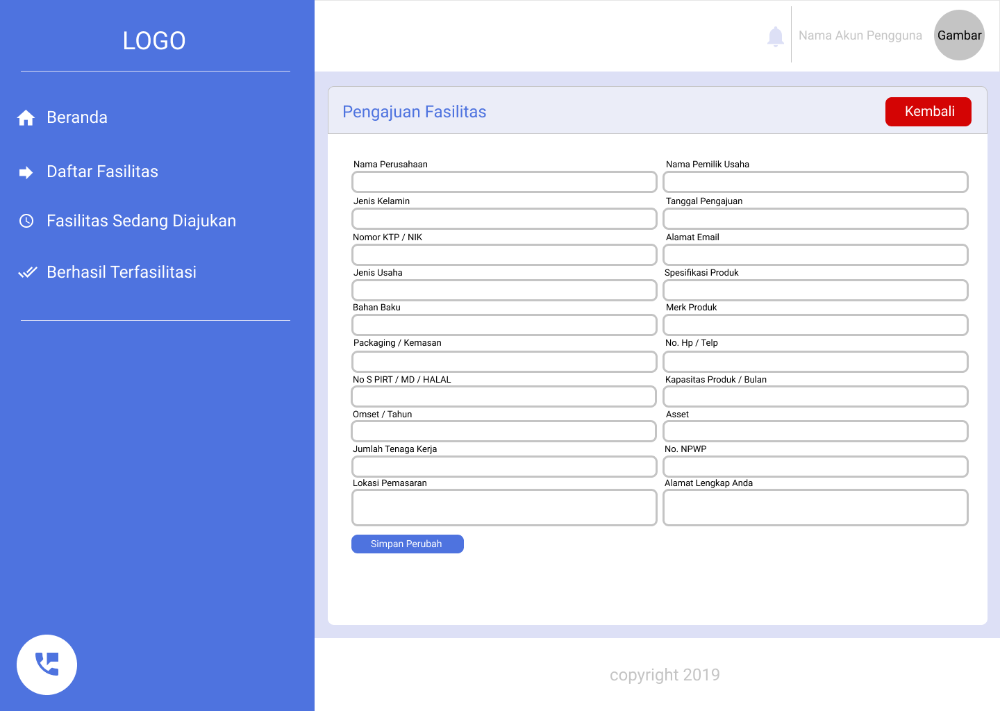 LOGO
Beranda
Daftar Fasilitas
Fasilitas Sedang Diajukan
Berhasil Terfasilitasi
Nama Akun Pengguna
Gambar
Pengajuan Fasilitas
Kembali
Nama Perusahaan
Nama Pemilik Usaha
Jenis Kelamin
Tanggal Pengajuan
Nomor KTP / NIK
Alamat Email
Jenis Usaha
Spesifikasi Produk
Bahan Baku
Merk Produk
Packaging / Kemasan
No. Hp / Telp
No S PIRT / MD / HALAL
Kapasitas Produk / Bulan
Omset / Tahun
Asset
Jumlah Tenaga Kerja
No. NPWP
Lokasi Pemasaran
Alamat Lengkap Anda
Simpan Perubah
copyright 2019